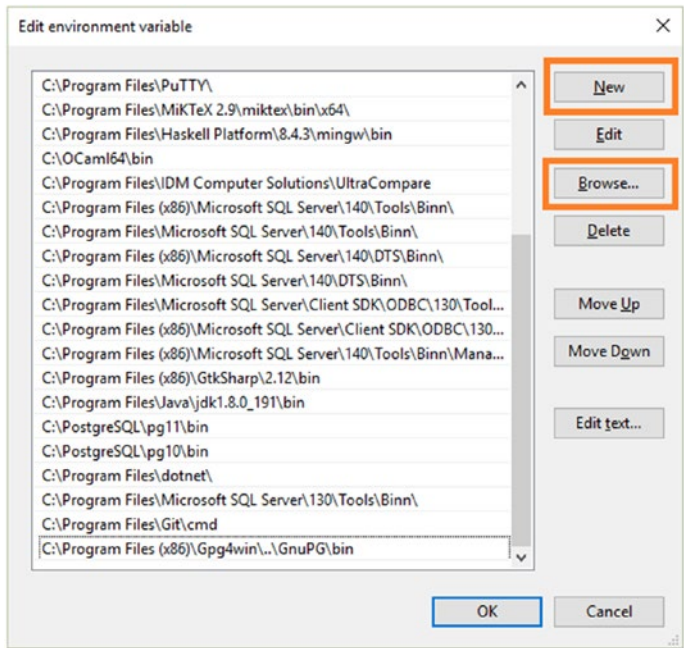 Edit environment variable
C:\Program Files\PuTTY\
C:\Program Files\MiKTeX 2.9\miktex\bin\x64\
C:\Program Files\Haskell Platform\8.4.3\mingw\bin
C:\OCaml64\bin
C:\Program Files\IDM Computer Solutions\UltraCompare
C:\Program Files (x86)\Microsoft SQL Server\140\Tools\Binn\
C:\Program Files\Microsoft SQL Server\140\Tools\Binn\
C:\Program Files (x86)\Microsoft SQL Server\140\DTS\Binn\
C:\Program Files\Microsoft SQL Server\140\DTS\Binn\
C:\Program Files\Microsoft SQL Server\Client SDK\ODBC\130\Tool...
C:\Program Files (x86)\Microsoft SQL Server\Client SDK\ODBC\130...
C:\Program Files (x86)\Microsoft SQL Server\140\Tools\Binn\Mana...
C:\Program Files (x86)\GtkSharp\2.12\bin
C:\Program Files\Java\jdk1.8.0_191\bin
C:\PostgreSQL\pg11\bin
C:\PostgreSQL\pg10\bin
C:\Program Files\dotnet\
C:\Program Files\Microsoft SQL Server\130\Tools\Binn\
C:\Program Files\Git\cmd
C:\Program Files (x86)\Gpg4win\..\GnuPG\bin
New
Edit
Browse...
Delete
Move Up
Move Down
Edit text...
OK
Cancel